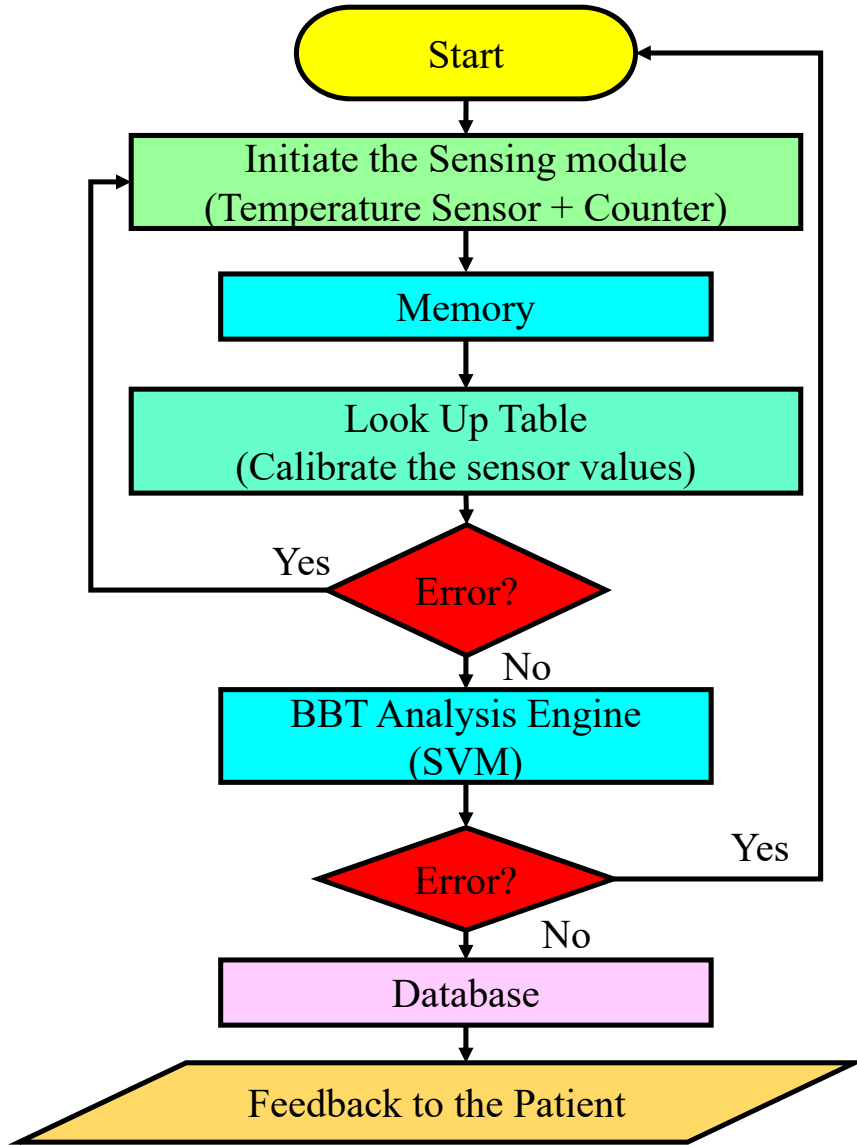 Start
Initiate the Sensing module
(Temperature Sensor + Counter)
Memory
Look Up Table
(Calibrate the sensor values)
Yes
Error?
No
BBT Analysis Engine
(SVM)
Yes
Error?
No
Database
Feedback to the Patient